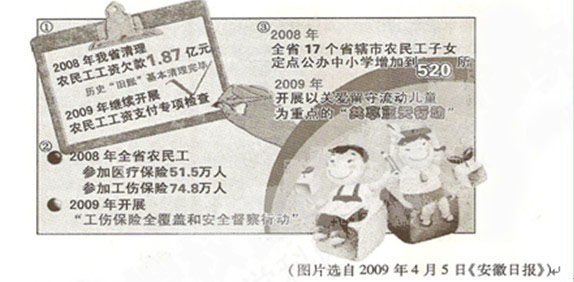 ①
2008年我省清理
农民工工资欠款1.87亿元
历史“旧账”基本清理完毕
2009年继续开展
农民工工资支付专项检查
②
2008年全省农民工
参加医疗保险51.5万人
参加工伤保险74.8万人
2009年开展
“工伤保险全覆盖和安全督察行动”
③
2008年
全省17个省辖市农民工子女
定点公办中小学增加到520所
2009年
开展以关爱留守流动儿童
为重点的“共享蓝天行动”
(图片选自2009年4月5日《安徽日报》)